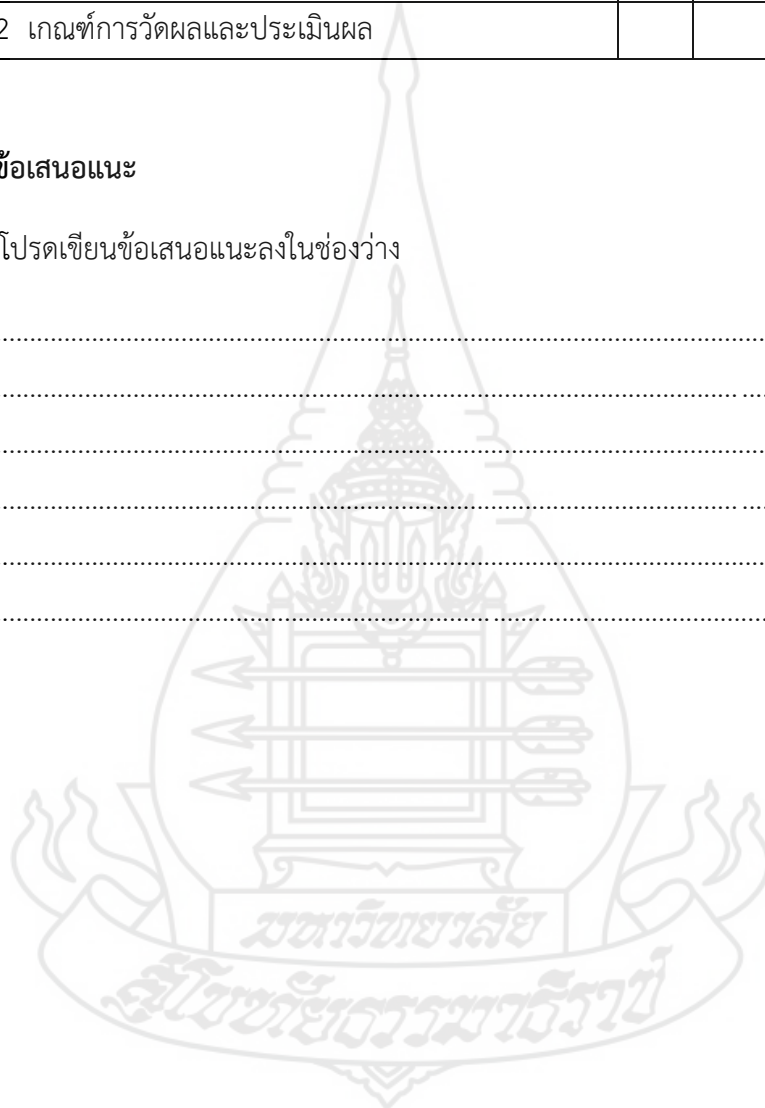 2 เกณฑ์การวัดผลและประเมินผล
ข้อเสนอแนะ
โปรดเขียนข้อเสนอแนะลงในช่องว่าง
มหาวิทยาลัย
สุโขทัยธรรมาธิราช